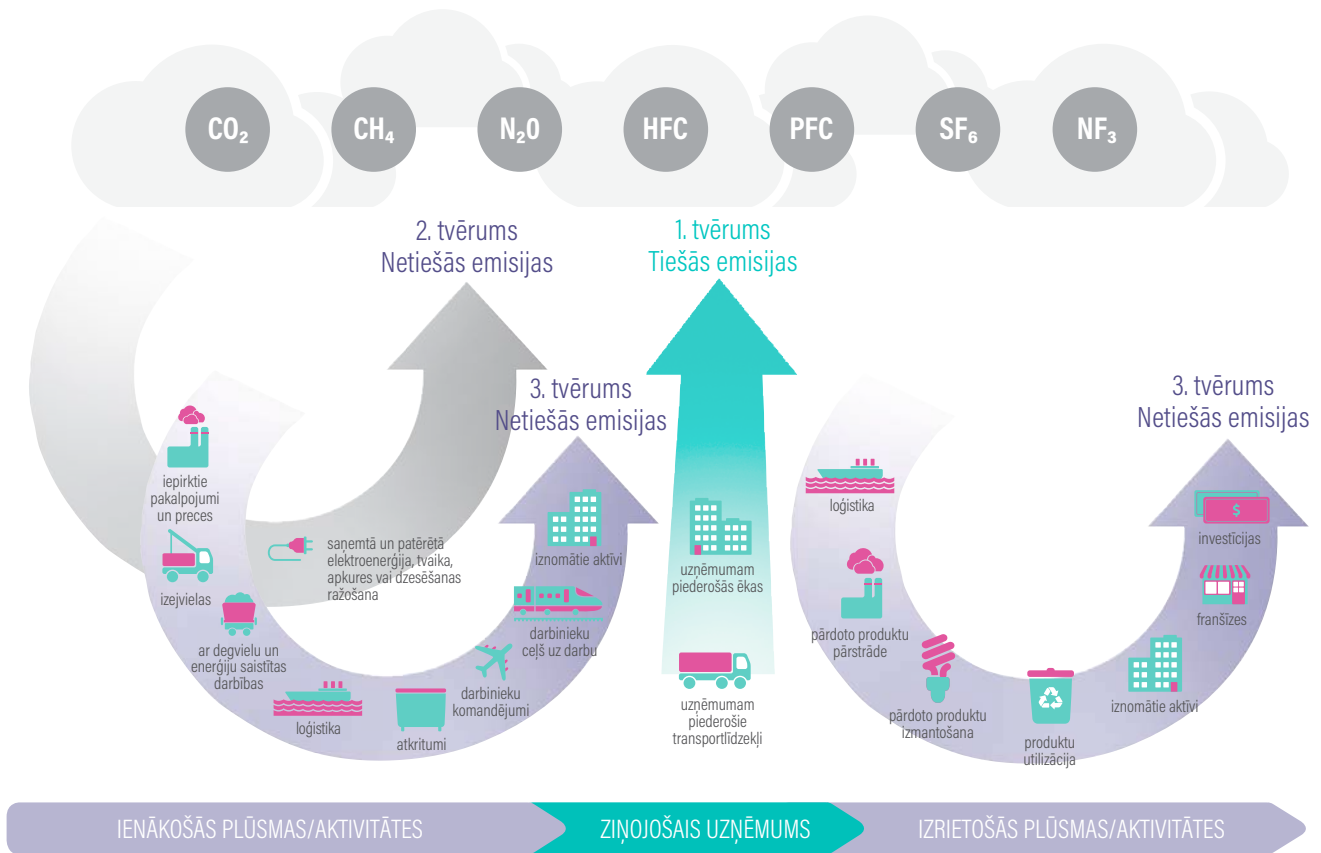 CO₂
CH₄
N₂O
HFC
PFC
SF₆
NF₃
2. tvērums
Netiešās emisijas
1. tvērums
Tiešās emisijas
3. tvērums
Netiešās emisijas
3. tvērums
Netiešās emisijas
iepirktie
pakalpojumi
un preces
izejvielas
ar degvielu un
enerģiju saistītas
darbības
loģistika
atkritumi
darbinieku
komandējumi
darbinieku
ceļš uz darbu
iznomātie aktīvi
saņemtā un patērētā
elektroenerģija, tvaika,
apkures vai dzesēšanas
ražošana
uzņēmumam
piederošās ēkas
uzņēmumam
piederošie
transportlīdzekļi
loģistika
pārdoto produktu
pārstrāde
pārdoto produktu
izmantošana
produktu
utilizācija
iznomātie aktīvi
franšīzes
$
investīcijas
IENĀKOŠĀS PLŪSMAS/AKTIVITĀTES
ZIŅOJOŠAIS UZŅĒMUMS
IZRIETOŠĀS PLŪSMAS/AKTIVITĀTES